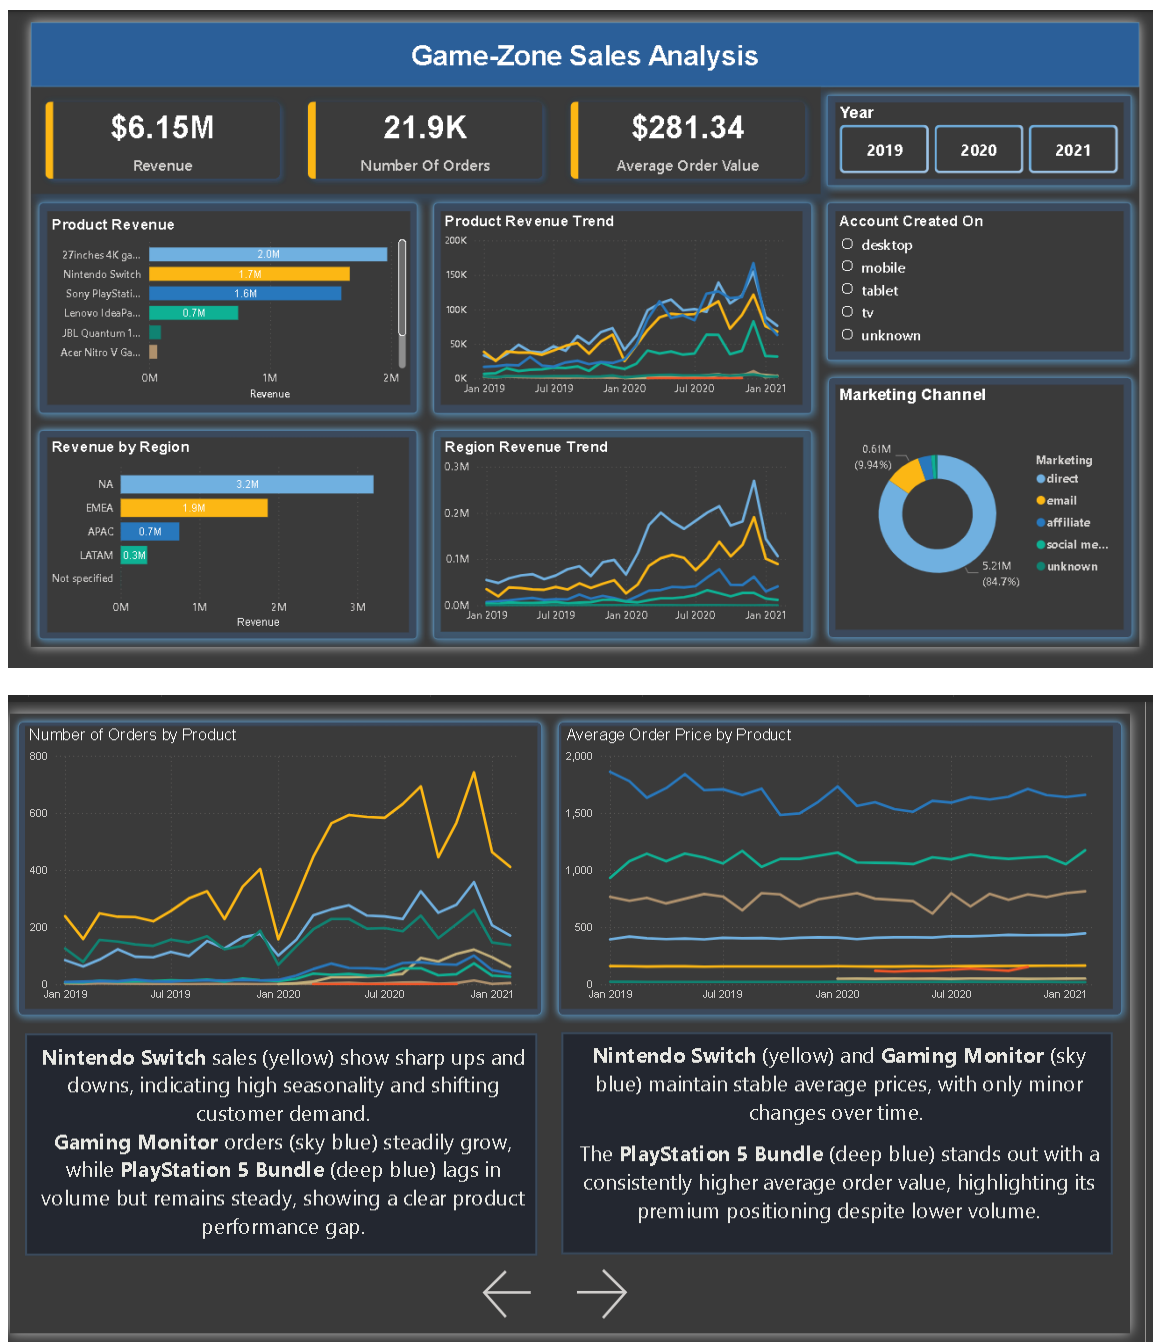 Game-Zone Sales Analysis
$6.15M
Revenue
21.9K
Number Of Orders
$281.34
Average Order Value
Year
2019
2020
2021
Product Revenue
27inches 4K ga...
2.0M
Nintendo Switch
1.7M
Sony PlayStati...
1.6M
Lenovo IdeaPa...
0.7M
JBL Quantum 1...
Acer Nitro V Ga...
0M
1M
2M
Revenue
Product Revenue Trend
200K
150K
100K
50K
0K
Jan 2019
Jul 2019
Jan 2020
Jul 2020
Jan 2021
Account Created On
desktop
mobile
tablet
tv
unknown
Revenue by Region
NA
3.2M
EMEA
1.9M
APAC
0.7M
LATAM
0.3M
Not specified
0M
1M
2M
3M
Revenue
Region Revenue Trend
0.3M
0.2M
0.1M
0.0M
Jan 2019
Jul 2019
Jan 2020
Jul 2020
Jan 2021
Marketing Channel
0.61M
(9.94%)
5.21M
(84.7%)
Marketing
direct
email
affiliate
social me...
unknown
Number of Orders by Product
800
600
400
200
0
Jan 2019
Jul 2019
Jan 2020
Jul 2020
Jan 2021
Average Order Price by Product
2,000
1,500
1,000
500
0
Jan 2019
Jul 2019
Jan 2020
Jul 2020
Jan 2021
Nintendo Switch sales (yellow) show sharp ups and
downs, indicating high seasonality and shifting
customer demand.
Gaming Monitor orders (sky blue) steadily grow,
while PlayStation 5 Bundle (deep blue) lags in
volume but remains steady, showing a clear product
performance gap.
Nintendo Switch (yellow) and Gaming Monitor (sky
blue) maintain stable average prices, with only minor
changes over time.
The PlayStation 5 Bundle (deep blue) stands out with a
consistently higher average order value, highlighting its
premium positioning despite lower volume.